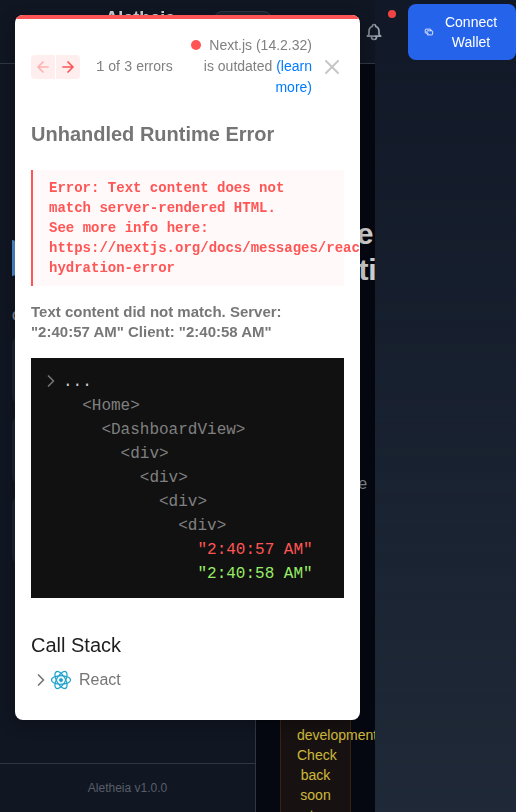 Aletheia
Next.js (14.2.32)
1 of 3 errors
is outdated (learn
more)
Connect
Wallet
Unhandled Runtime Error
Error: Text content does not
match server-rendered HTML.
See more info here:
https://nextjs.org/docs/messages/reac
hydration-error
Text content did not match. Server:
"2:40:57 AM" Client: "2:40:58 AM"
...
<Home>
<DashboardView>
<div>
<div>
<div>
<div>
"2:40:57 AM"
"2:40:58 AM"
Call Stack
React
e
ti
e
development
Check
back
soon
Aletheia v1.0.0